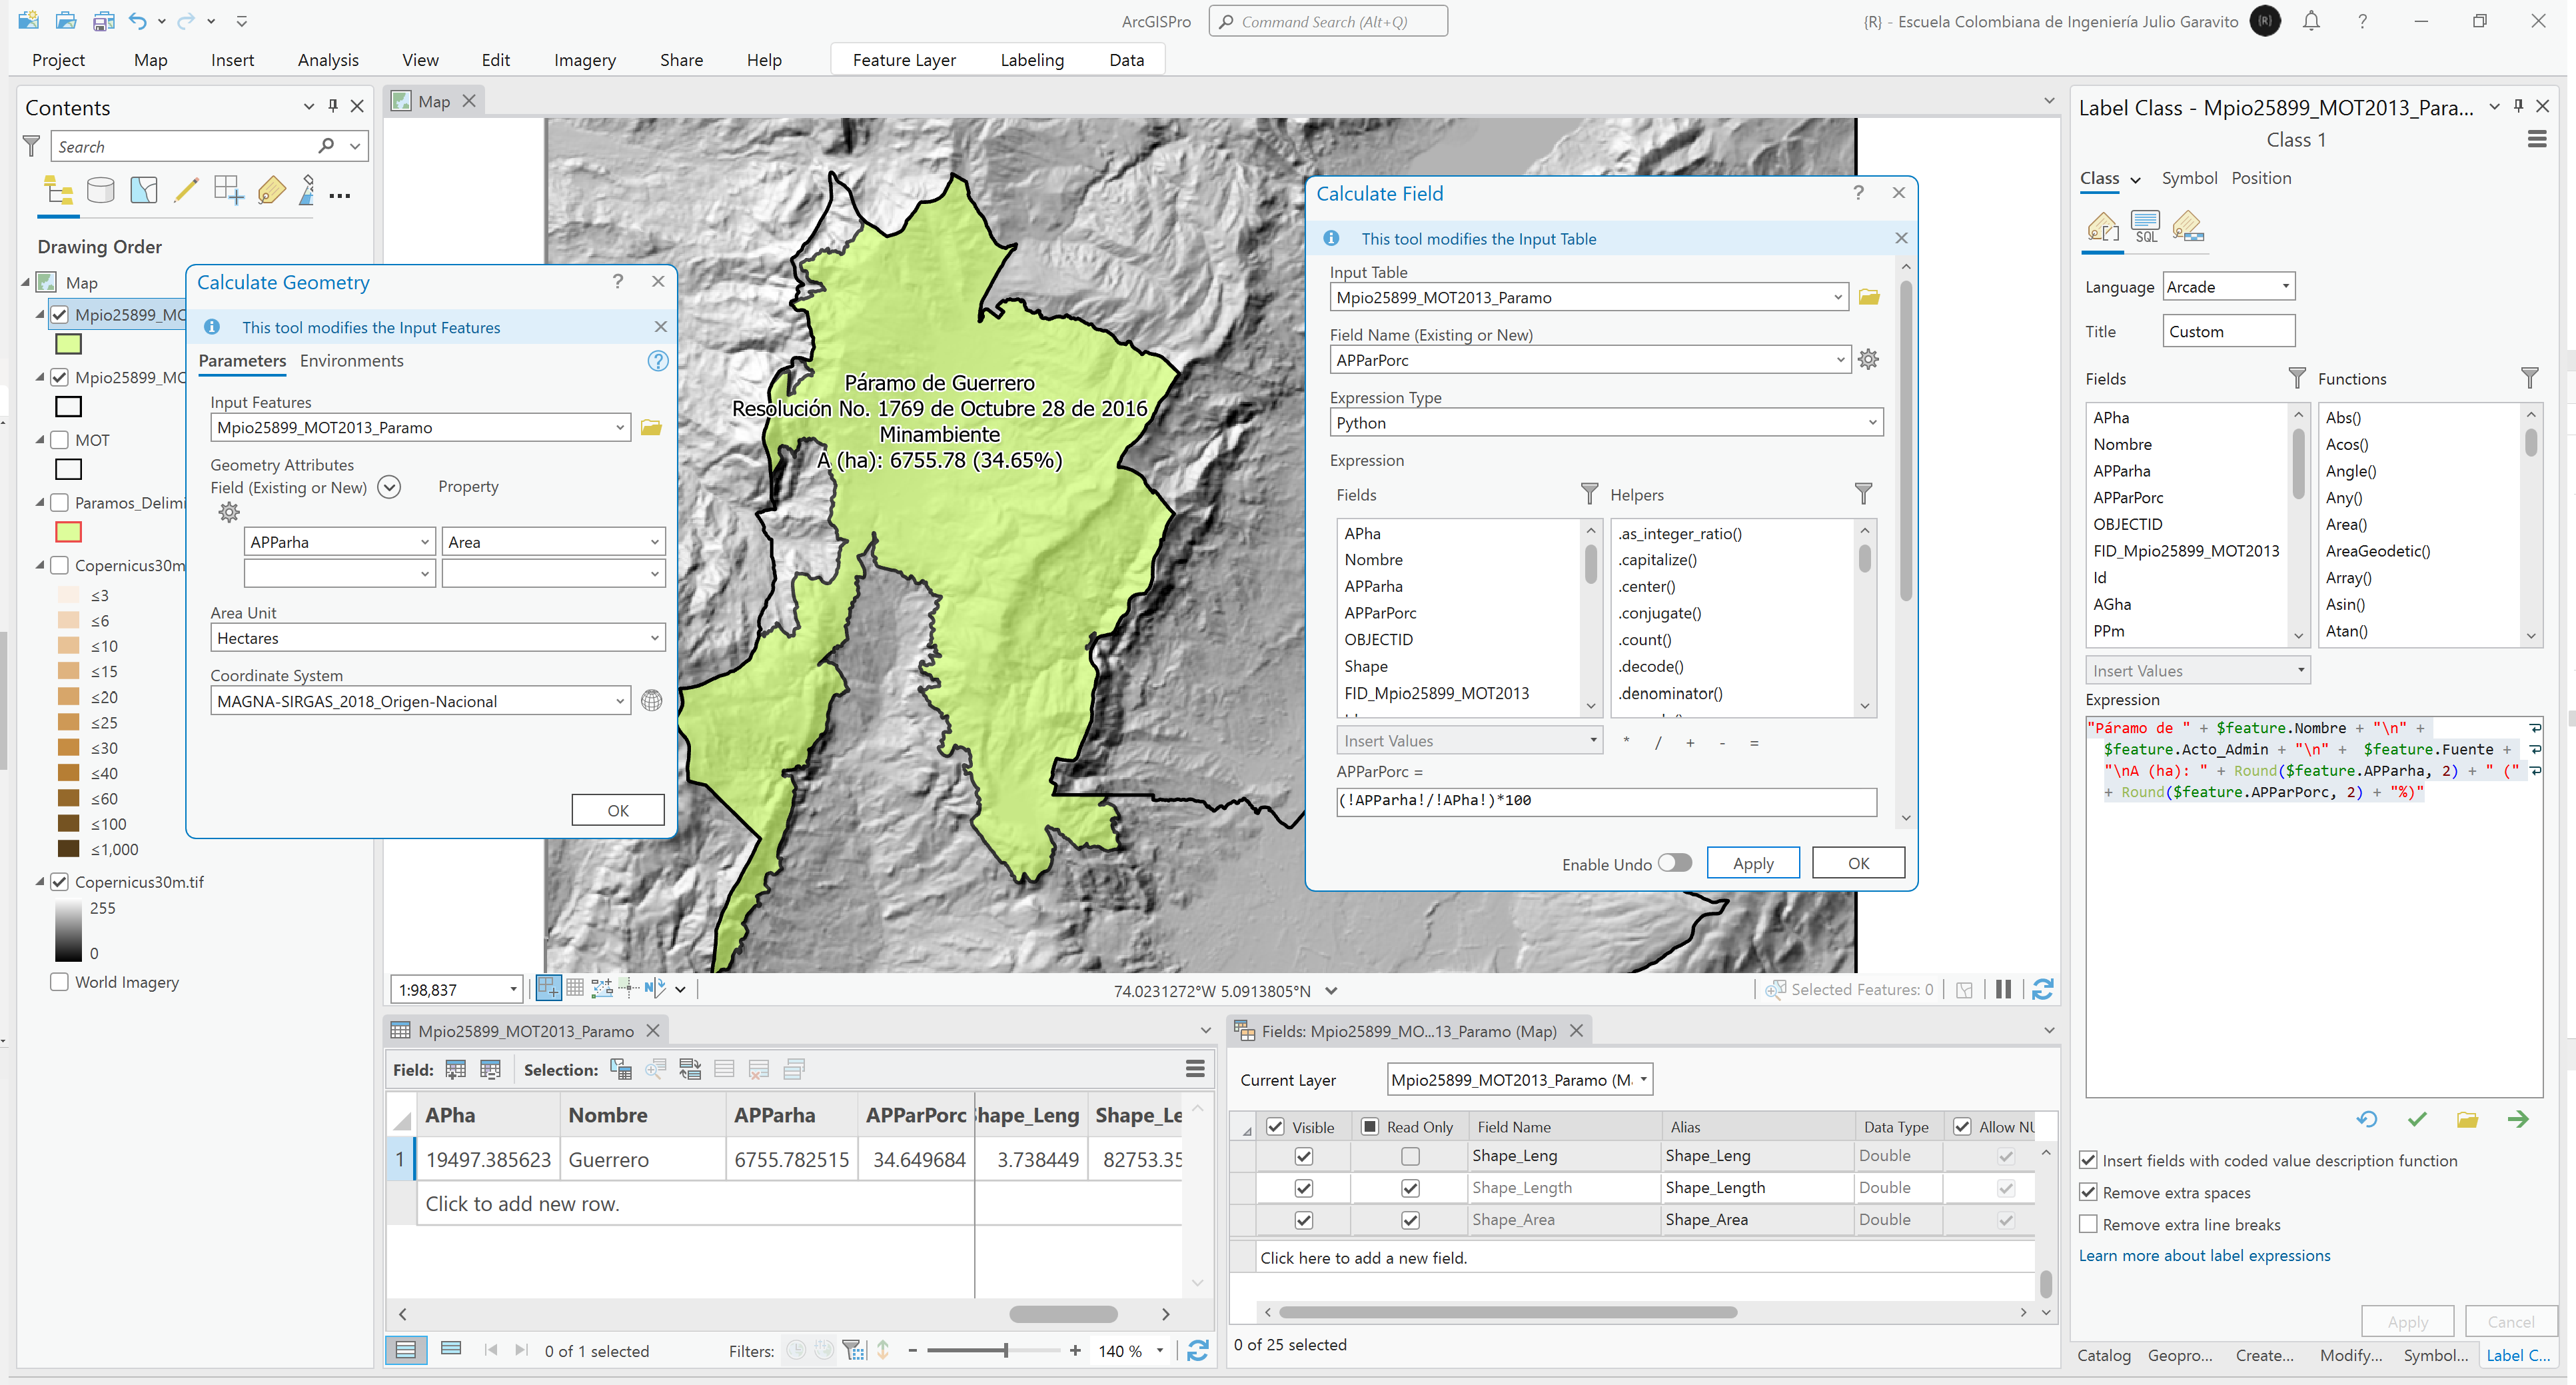 ArcGISPro
Command Search (Alt+Q)
{R} - Escuela Colombiana de Ingeniería Julio Garavito
{R}
?
Project
Map
Insert
Analysis
View
Edit
Imagery
Share
Help
Feature Layer
Labeling
Data
Contents
Search
Drawing Order
Map
Mpio25899_MO
Mpio25899_MO
MOT
Paramos_Delimi
Copernicus30m
≤3
≤6
≤10
≤15
≤20
≤25
≤30
≤40
≤60
≤100
≤1,000
Copernicus30m.tif
255
0
World Imagery
Calculate Geometry
?
This tool modifies the Input Features
Parameters
Environments
?
Input Features
Mpio25899_MOT2013_Paramo
Geometry Attributes
Field (Existing or New)
Property
APParha
Area
Area Unit
Hectares
Coordinate System
MAGNA-SIRGAS_2018_Origen-Nacional
OK
Map
Páramo de Guerrero
Resolución No. 1769 de Octubre 28 de 2016
Minambiente
A (ha): 6755.78 (34.65%)
Calculate Field
?
This tool modifies the Input Table
Input Table
Mpio25899_MOT2013_Paramo
Field Name (Existing or New)
APParPorc
Expression Type
Python
Expression
Fields
Helpers
APha
Nombre
APParha
APParPorc
OBJECTID
Shape
FID_Mpio25899_MOT2013
.as_integer_ratio()
.capitalize()
.center()
.conjugate()
.count()
.decode()
.denominator()
Insert Values
* / + - =
APParPorc =
(!APParha!/!APha!)*100
Enable Undo
Apply
OK
1:98,837
74.0231272°W 5.0913805°N
Selected Features: 0
Mpio25899_MOT2013_Paramo
Field:
Selection:
APha Nombre APParha APParPorc hape_Leng Shape_Le
1 19497.385623 Guerrero 6755.782515 34.649684 3.738449 82753.35
Click to add new row.
0 of 1 selected
Filters:
- + 140 %
Fields: Mpio25899_MO...13_Paramo (Map)
Current Layer
Mpio25899_MOT2013_Paramo (M
Visible Read Only Field Name Alias Data Type Allow NU
Shape_Leng Shape_Leng Double
Shape_Length Shape_Length Double
Shape_Area Shape_Area Double
Click here to add a new field.
0 of 25 selected
Label Class - Mpio25899_MOT2013_Para...
Class 1
Class
Symbol
Position
SQL
Language
Arcade
Title
Custom
Fields
Functions
APha
Nombre
APParha
APParPorc
OBJECTID
FID_Mpio25899_MOT2013
Id
AGha
PPm
Abs()
Acos()
Angle()
Any()
Area()
AreaGeodetic()
Array()
Asin()
Atan()
Insert Values
Expression
"Páramo de " + $feature.Nombre + "\n" +
$feature.Acto_Admin + "\n" + $feature.Fuente +
"\nA (ha): " + Round($feature.APParha, 2) + " ("
+ Round($feature.APParPorc, 2) + "%)"
Insert fields with coded value description function
Remove extra spaces
Remove extra line breaks
Learn more about label expressions
Apply
Cancel
Catalog
Geopro...
Create...
Modify...
Symbol...
Label C...